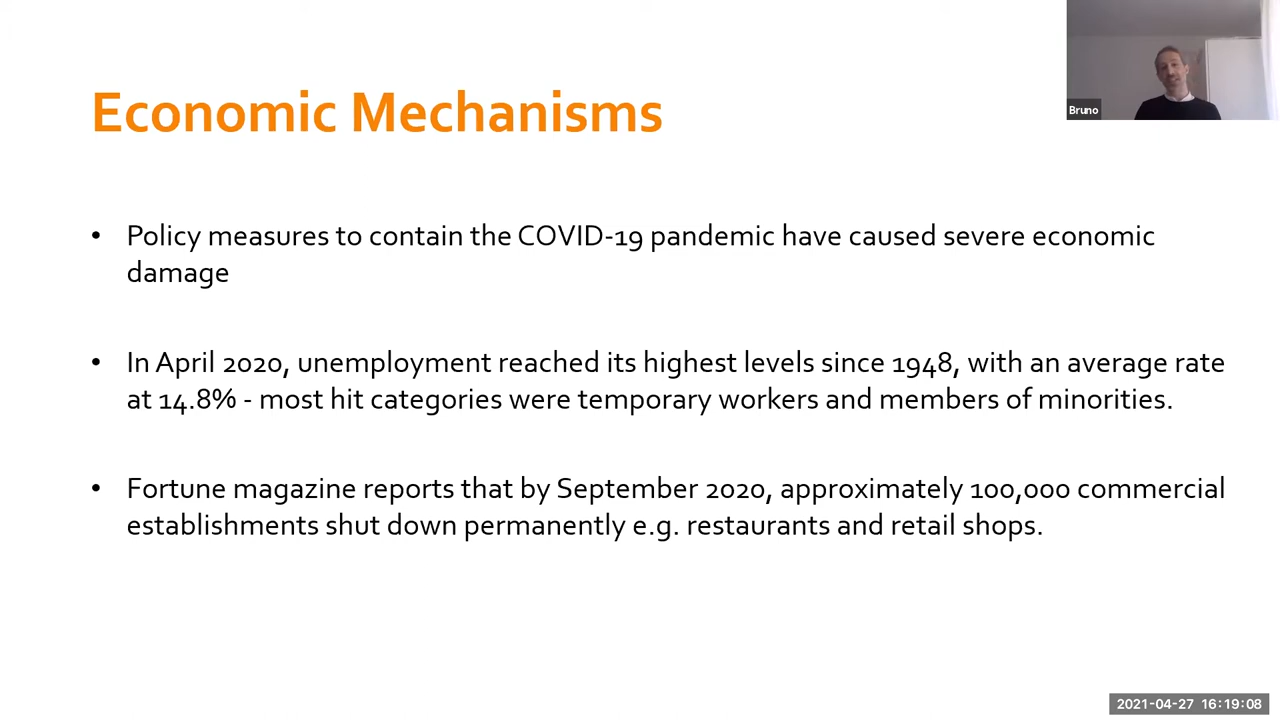 Economic Mechanisms
Bruno
• Policy measures to contain the COVID-19 pandemic have caused severe economic
damage
• In April 2020, unemployment reached its highest levels since 1948, with an average rate
at 14.8% - most hit categories were temporary workers and members of minorities.
• Fortune magazine reports that by September 2020, approximately 100,000 commercial
establishments shut down permanently e.g. restaurants and retail shops.
2021-04-27 16:19:08